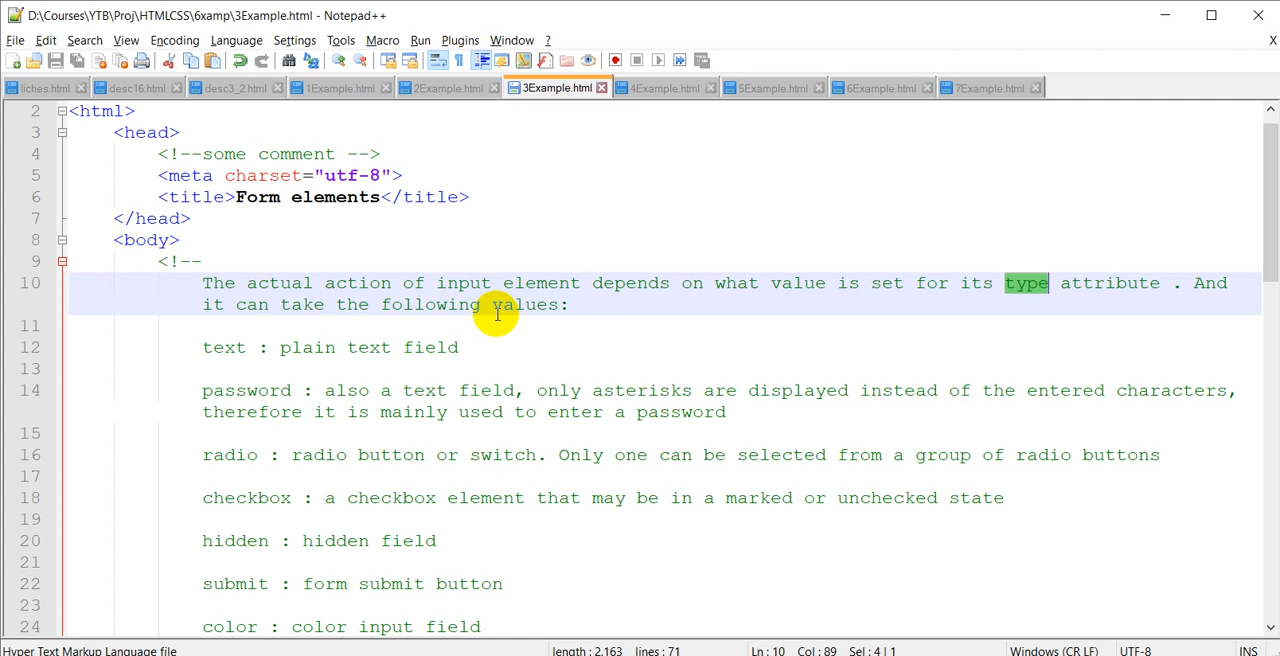 D:\Courses\YTB\Proj\HTMLCSS\6xamp\3Example.html - Notepad++
File Edit Search View Encoding Language Settings Tools Macro Run Plugins Window ? X
liches.html desc16.html desc3_2.html 1Example.html 2Example.html 3Example.html 4Example.html 5Example.html 6Example.html 7Example.html
2 <html>
3 <head>
4 <!--some comment -->
5 <meta charset="utf-8">
6 <title>Form elements</title>
7 </head>
8 <body>
9 <!--
10 The actual action of input element depends on what value is set for its type attribute . And
it can take the following values:
11
12 text : plain text field
13
14 password : also a text field, only asterisks are displayed instead of the entered characters,
therefore it is mainly used to enter a password
15
16 radio : radio button or switch. Only one can be selected from a group of radio buttons
17
18 checkbox : a checkbox element that may be in a marked or unchecked state
19
20 hidden : hidden field
21
22 submit : form submit button
23
24 color : color input field
Hyper Text Markup Language file length : 2,163 lines : 71 Ln : 10 Col : 89 Sel : 4 | 1 Windows (CR LF) UTF-8 INS